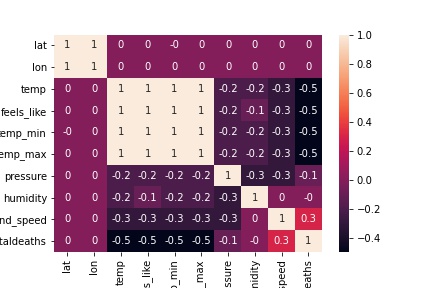 lat 1 1 0 0 -0 0 0 0 0 0
lon 1 1 0 0 0 0 0 0 0 0
temp 0 0 1 1 1 1 -0.2 -0.2 -0.3 -0.5
feels_like 0 0 1 1 1 1 -0.2 -0.1 -0.3 -0.5
temp_min -0 0 1 1 1 1 -0.2 -0.2 -0.3 -0.5
emp_max 0 0 1 1 1 1 -0.2 -0.2 -0.3 -0.5
pressure 0 0 -0.2 -0.2 -0.2 -0.2 1 -0.3 -0.3 -0.1
humidity 0 0 -0.2 -0.1 -0.2 -0.2 -0.3 1 0 -0
nd_speed 0 0 -0.3 -0.3 -0.3 -0.3 -0.3 0 1 0.3
taldeaths 0 0 -0.5 -0.5 -0.5 -0.5 -0.1 -0 0.3 1
lat
lon
temp
s_like
p_min
_max
ssure
nidity
speed
eaths
1.0
0.8
0.6
0.4
0.2
0.0
−0.2
−0.4